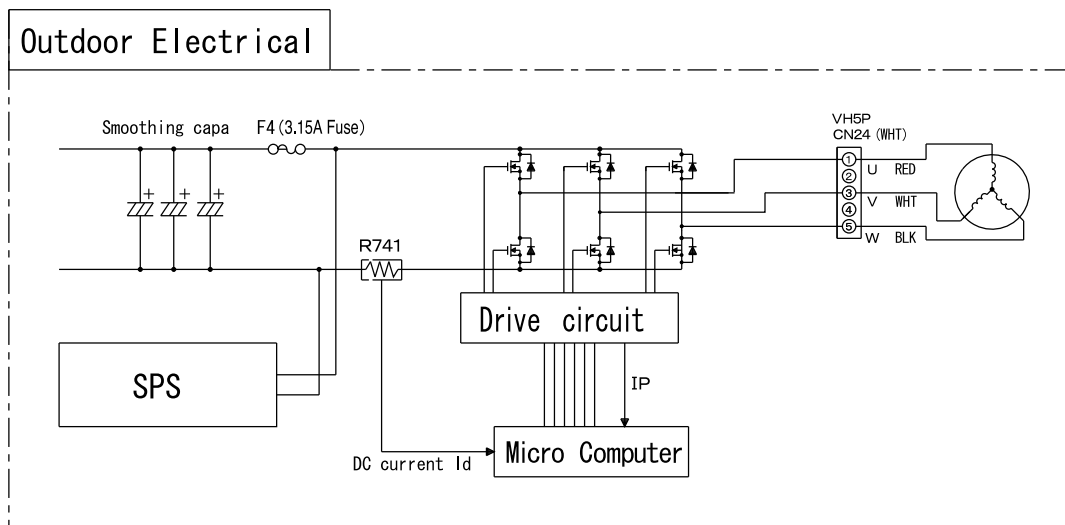 Outdoor Electrical
Smoothing capa
F4 (3.15A Fuse)
VH5P
CN24 (WHT)
1
U RED
2
3
V WHT
4
5
W BLK
+
+
+
R741
Drive circuit
SPS
IP
Micro Computer
DC current Id